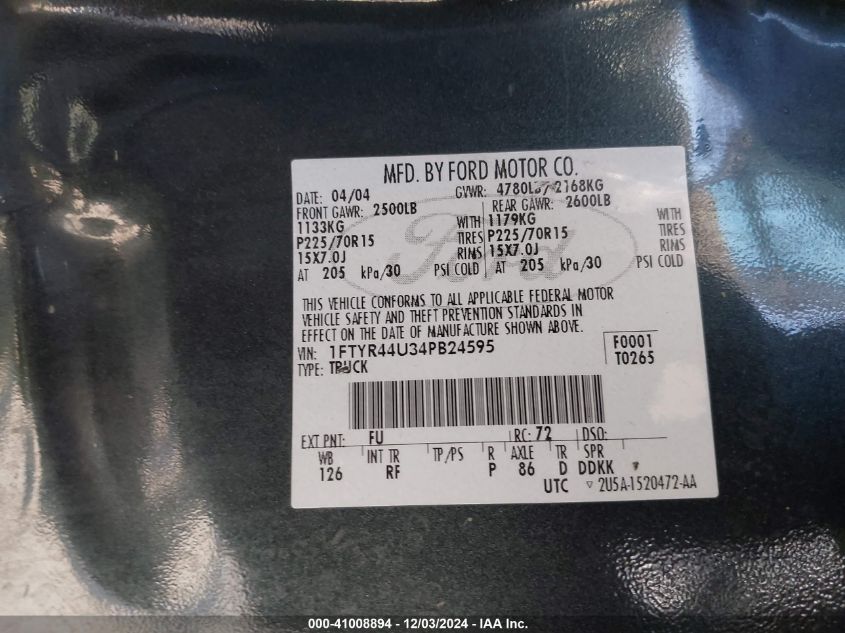 MFD. BY FORD MOTOR CO.
DATE: 04/04 GVWR: 4780LB/ 2168KG
FRONT GAWR: 2500LB REAR GAWR: 2600LB
1133KG WITH 1179KG WITH
P225/70R15 TIRES P225/70R15 TIRES
15X7.0J RIMS 15X7.0J RIMS
AT 205 kPa/30 PSI COLD AT 205 kPa/30 PSI COLD
Ford
THIS VEHICLE CONFORMS TO ALL APPLICABLE FEDERAL MOTOR
VEHICLE SAFETY AND THEFT PREVENTION STANDARDS IN
EFFECT ON THE DATE OF MANUFACTURE SHOWN ABOVE.
VIN: 1FTYR44U34PB24595 F0001
TYPE: TRUCK T0265
EXT PNT: FU RC: 72 DSO:
WB INT TR TP/PS R AXLE TR SPR
126 RF P 86 D DDKK
UTC ▿ 2U5A-1520472-AA
000-41008894 - 12/03/2024 - IAA Inc.